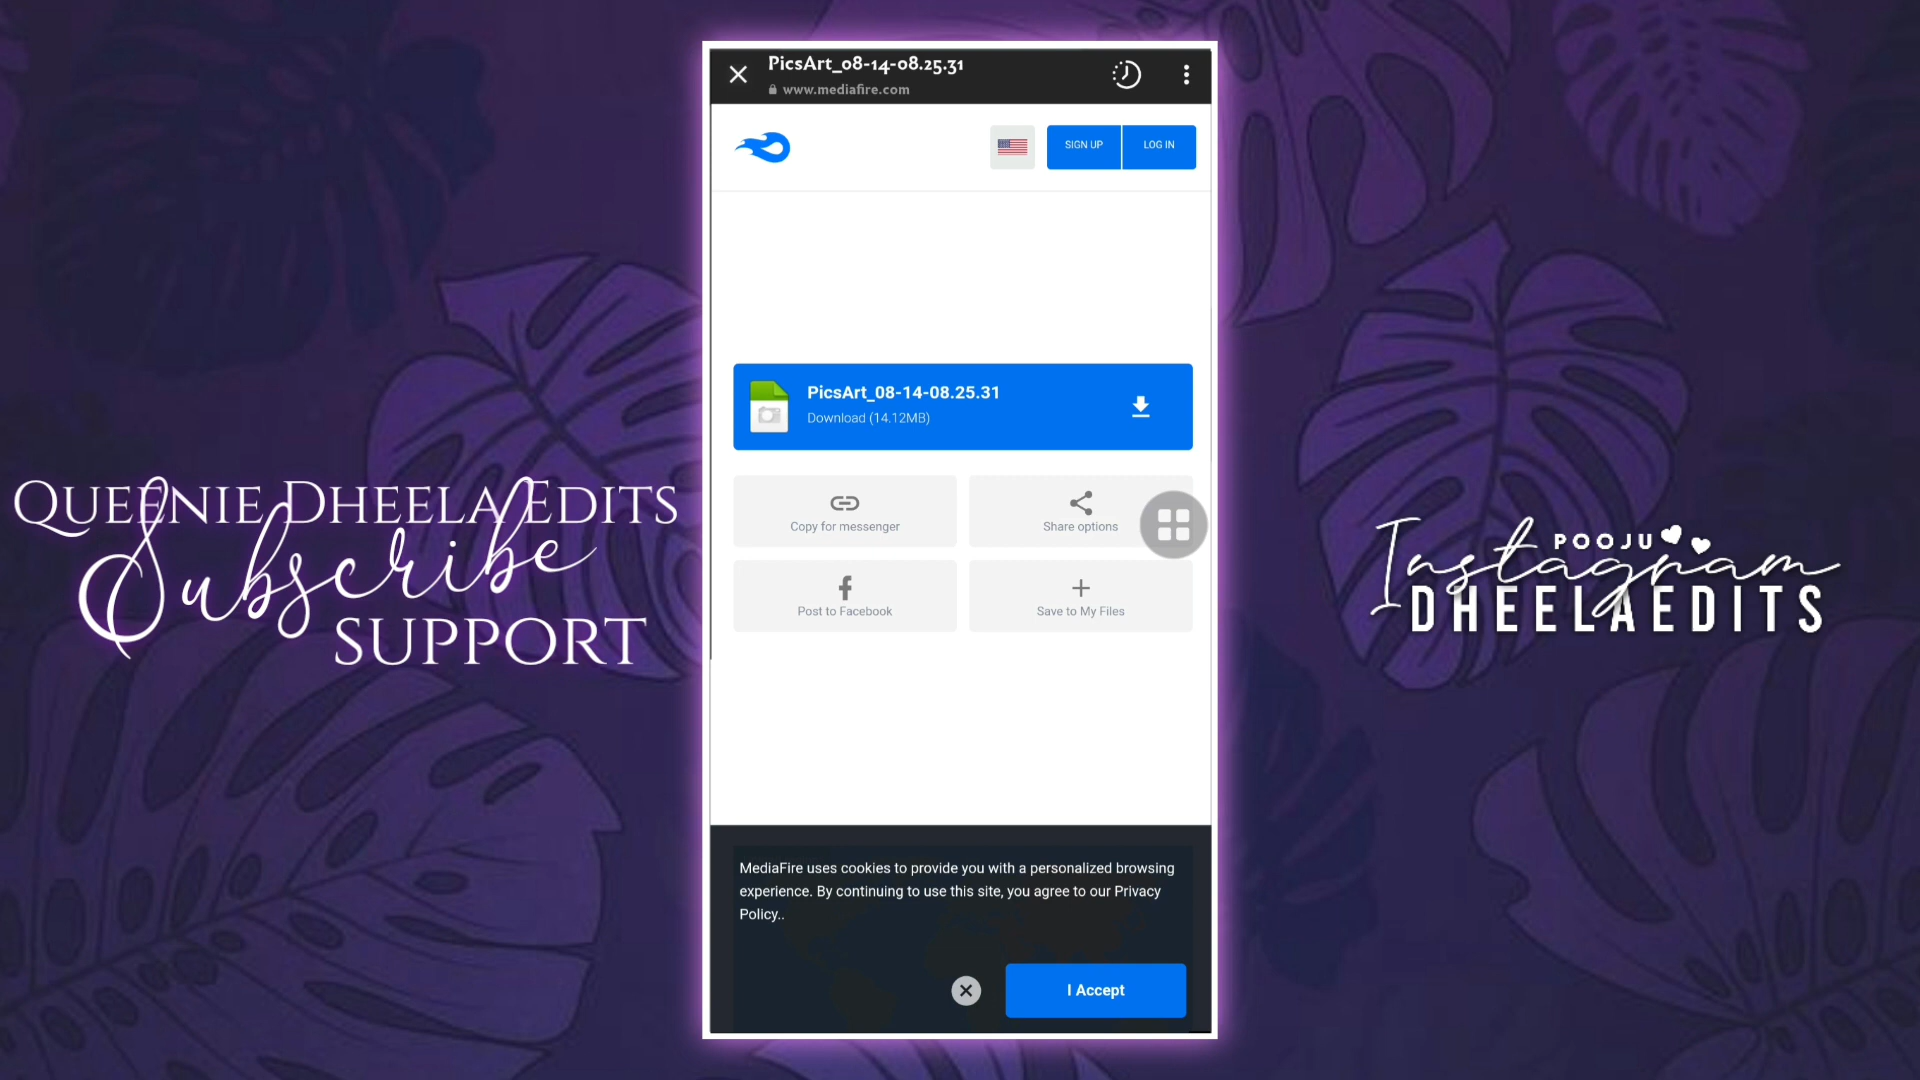 PicsArt_08-14-08.25.31
www.mediafire.com
SIGN UP
LOG IN
PicsArt_08-14-08.25.31
Download (14.12MB)
Copy for messenger
Share options
Post to Facebook
Save to My Files
MediaFire uses cookies to provide you with a personalized browsing
experience. By continuing to use this site, you agree to our Privacy
Policy..
I Accept
QUEENIE DHEELA EDITS
Subscribe
SUPPORT
POOJU
Instagram
DHEELAEDITS